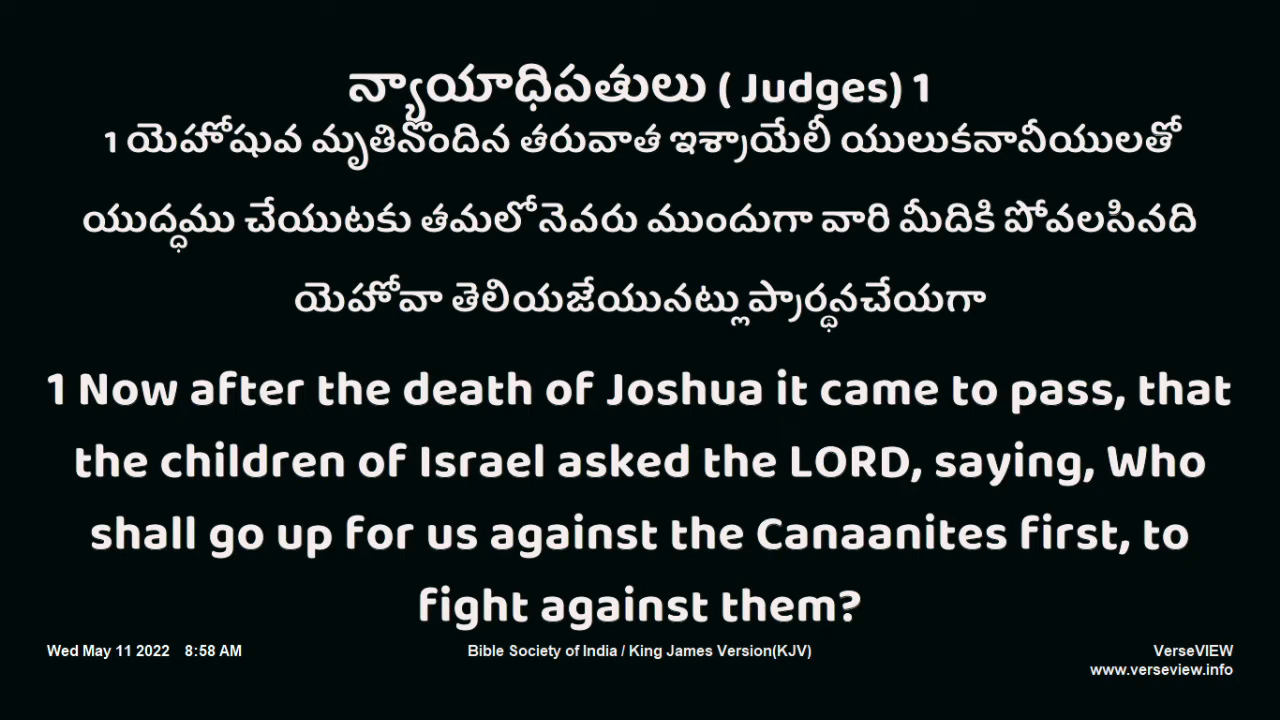 న్యాయాధిపతులు ( Judges) 1
1 యెహోషువ మృతినొందిన తరువాత ఇశ్రాయేలీ యులుకనానీయులతో
యుద్ధము చేయుటకు తమలోనెవరు ముందుగా వారి మీదికి పోవలసినది
యెహోవా తెలియజేయునట్లుప్రార్థనచేయగా
1 Now after the death of Joshua it came to pass, that
the children of Israel asked the LORD, saying, Who
shall go up for us against the Canaanites first, to
fight against them?
Wed May 11 2022 8:58 AM
Bible Society of India / King James Version(KJV)
VerseVIEW
www.verseview.info